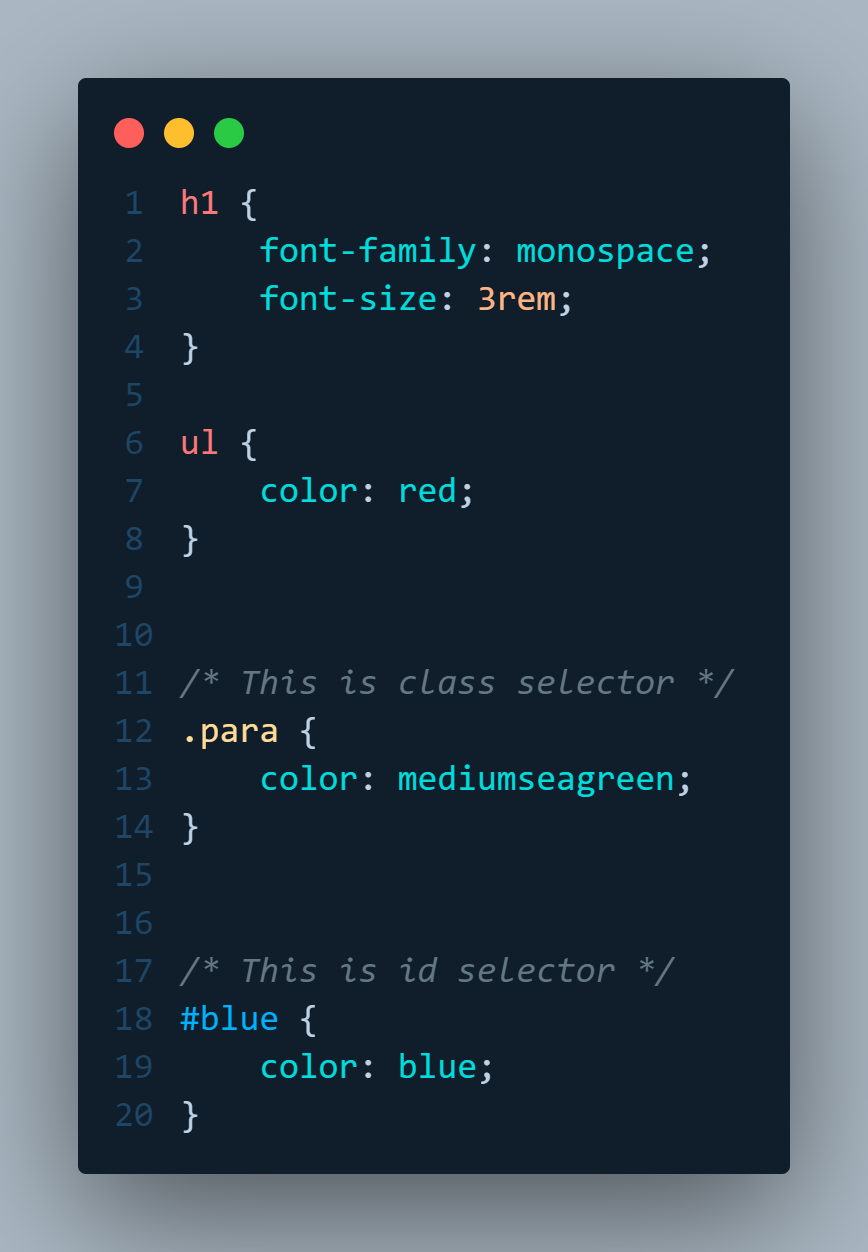 1 h1 {
2     font-family: monospace;
3     font-size: 3rem;
4 }
5
6 ul {
7     color: red;
8 }
9
10
11 /* This is class selector */
12 .para {
13     color: mediumseagreen;
14 }
15
16
17 /* This is id selector */
18 #blue {
19     color: blue;
20 }